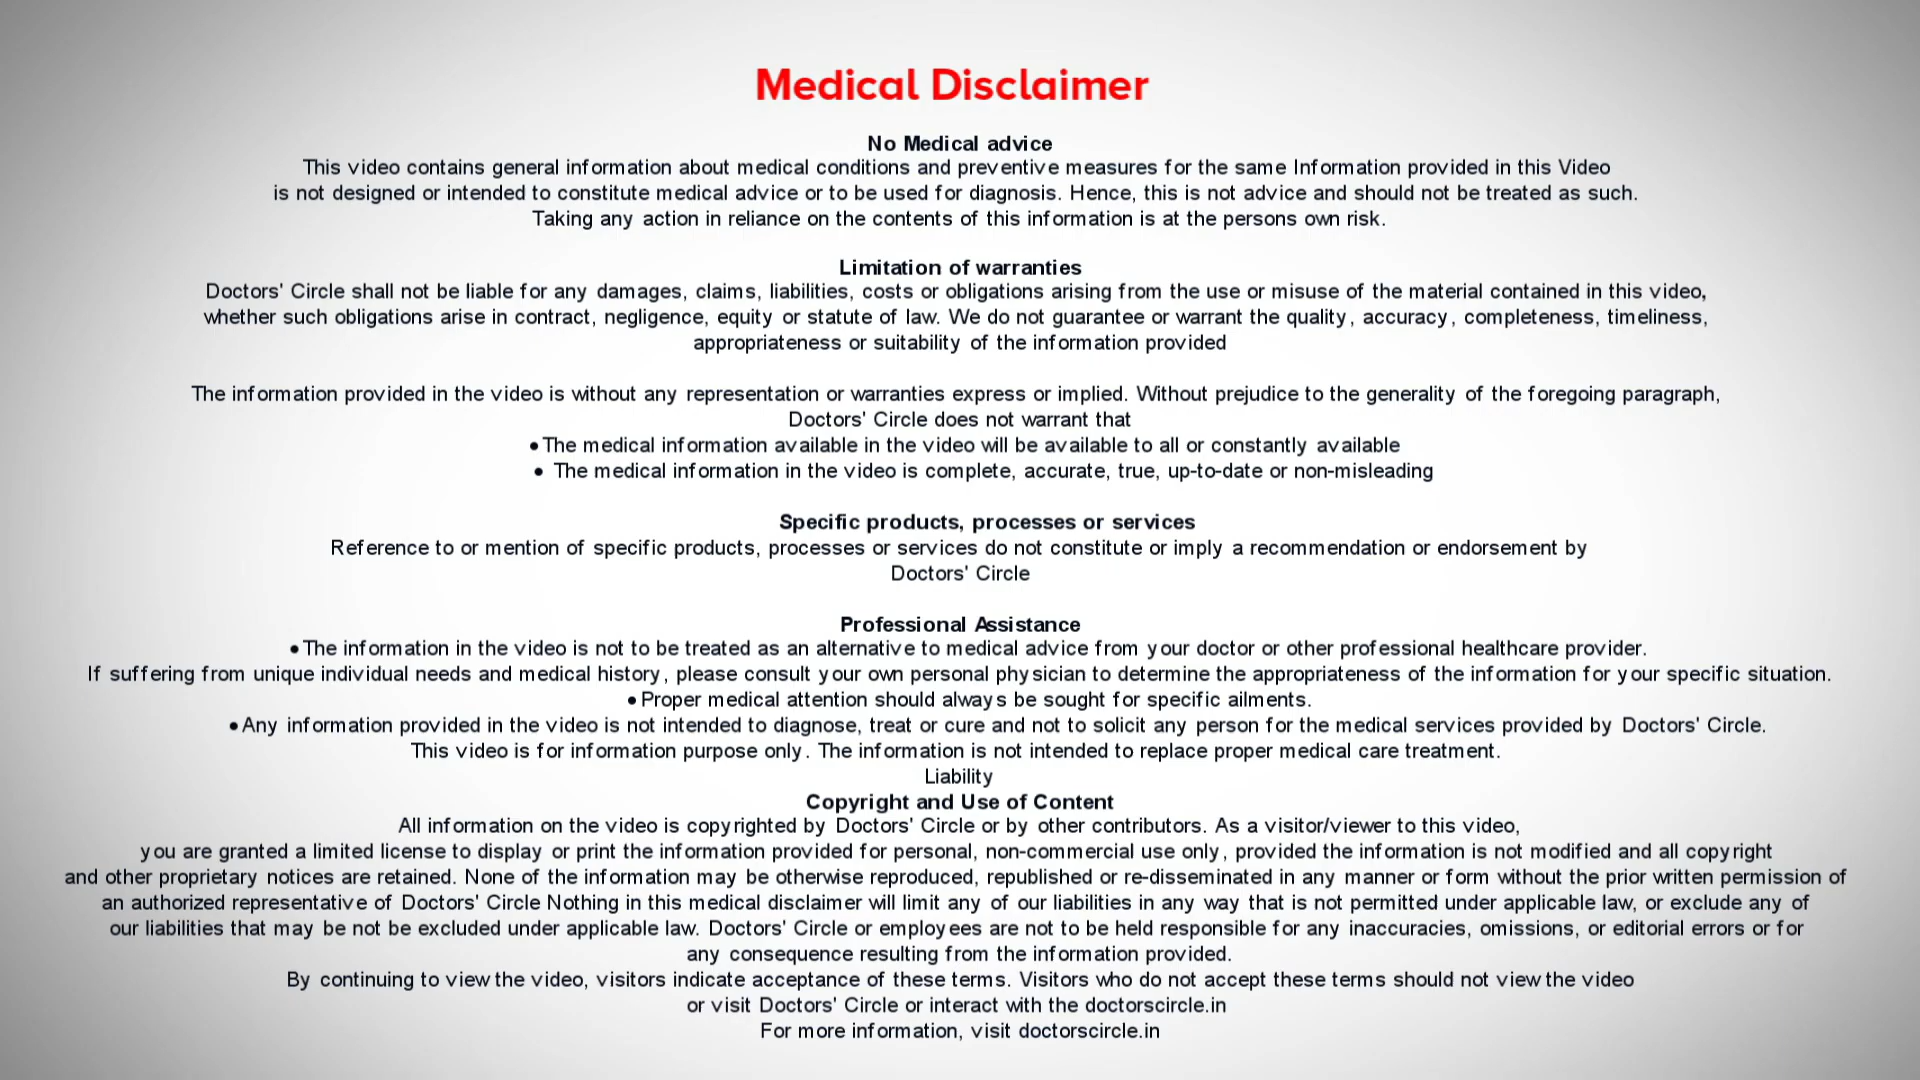 Medical Disclaimer
No Medical advice
This video contains general information about medical conditions and preventive measures for the same Information provided in this Video
is not designed or intended to constitute medical advice or to be used for diagnosis. Hence, this is not advice and should not be treated as such.
Taking any action in reliance on the contents of this information is at the persons own risk.
Limitation of warranties
Doctors' Circle shall not be liable for any damages, claims, liabilities, costs or obligations arising from the use or misuse of the material contained in this video,
whether such obligations arise in contract, negligence, equity or statute of law. We do not guarantee or warrant the quality, accuracy, completeness, timeliness,
appropriateness or suitability of the information provided
The information provided in the video is without any representation or warranties express or implied. Without prejudice to the generality of the foregoing paragraph,
Doctors' Circle does not warrant that
• The medical information available in the video will be available to all or constantly available
• The medical information in the video is complete, accurate, true, up-to-date or non-misleading
Specific products, processes or services
Reference to or mention of specific products, processes or services do not constitute or imply a recommendation or endorsement by
Doctors' Circle
Professional Assistance
• The information in the video is not to be treated as an alternative to medical advice from your doctor or other professional healthcare provider.
If suffering from unique individual needs and medical history, please consult your own personal physician to determine the appropriateness of the information for your specific situation.
• Proper medical attention should always be sought for specific ailments.
• Any information provided in the video is not intended to diagnose, treat or cure and not to solicit any person for the medical services provided by Doctors' Circle.
This video is for information purpose only. The information is not intended to replace proper medical care treatment.
Liability
Copyright and Use of Content
All information on the video is copyrighted by Doctors' Circle or by other contributors. As a visitor/viewer to this video,
you are granted a limited license to display or print the information provided for personal, non-commercial use only, provided the information is not modified and all copyright
and other proprietary notices are retained. None of the information may be otherwise reproduced, republished or re-disseminated in any manner or form without the prior written permission of
an authorized representative of Doctors' Circle Nothing in this medical disclaimer will limit any of our liabilities in any way that is not permitted under applicable law, or exclude any of
our liabilities that may be not be excluded under applicable law. Doctors' Circle or employees are not to be held responsible for any inaccuracies, omissions, or editorial errors or for
any consequence resulting from the information provided.
By continuing to view the video, visitors indicate acceptance of these terms. Visitors who do not accept these terms should not view the video
or visit Doctors' Circle or interact with the doctorscircle.in
For more information, visit doctorscircle.in